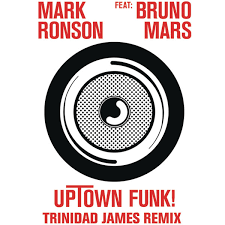 MARK FEAT: BRUNO
RONSON MARS
UPTOWN FUNK!
TRINIDAD JAMES REMIX